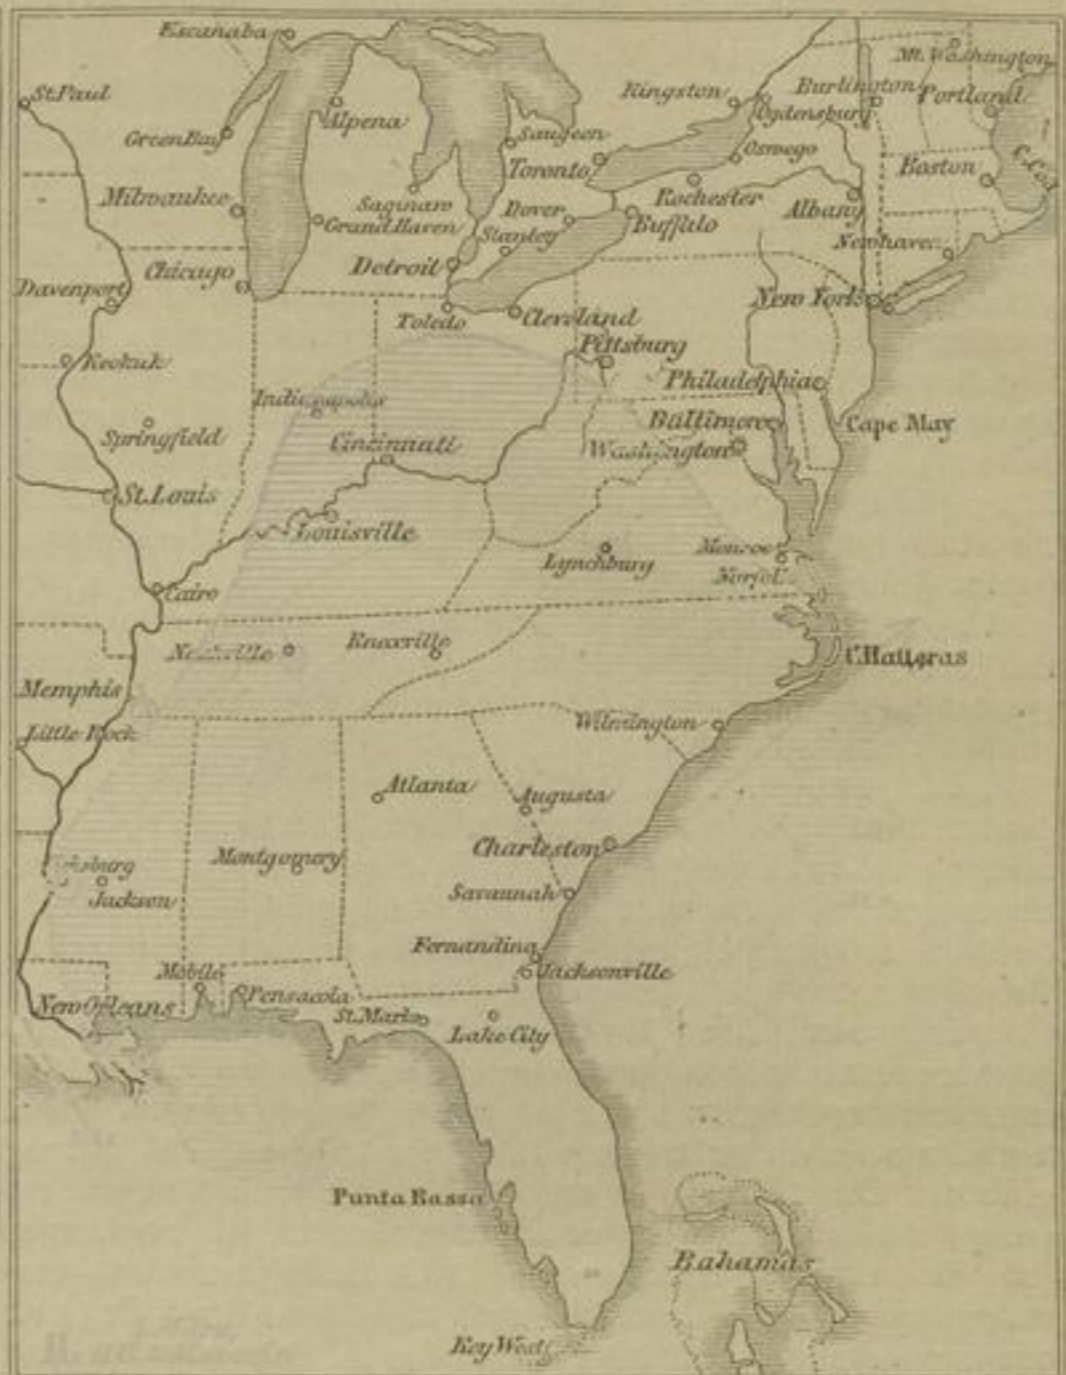 Escanaba
Mt. Washington
St. Paul
Kingston
Burlington
Portland
Alpena
Ogdensburg
Green Bay
Saugeen
Oswego
Toronto
Boston
Milwaukee
Saginaw
Dover
Rochester
Albany
Grand Haven
Stanley
Buffalo
Newhaven
Chicago
Detroit
Davenport
New York
Toledo
Cleveland
Keokuk
Pittsburg
Philadelphia
Indianapolis
Baltimore
Cape May
Springfield
Cincinnati
Washington
St. Louis
Louisville
Lynchburg
Monroe
Cairo
Knoxville
C. Hatteras
Memphis
Wilmington
Little Rock
Atlanta
Augusta
Montgomery
Charleston
Jackson
Savannah
Fernandina
Mobile
Jacksonville
New Orleans
Pensacola
St. Marks
Lake City
Punta Rassa
Bahamas
Key West